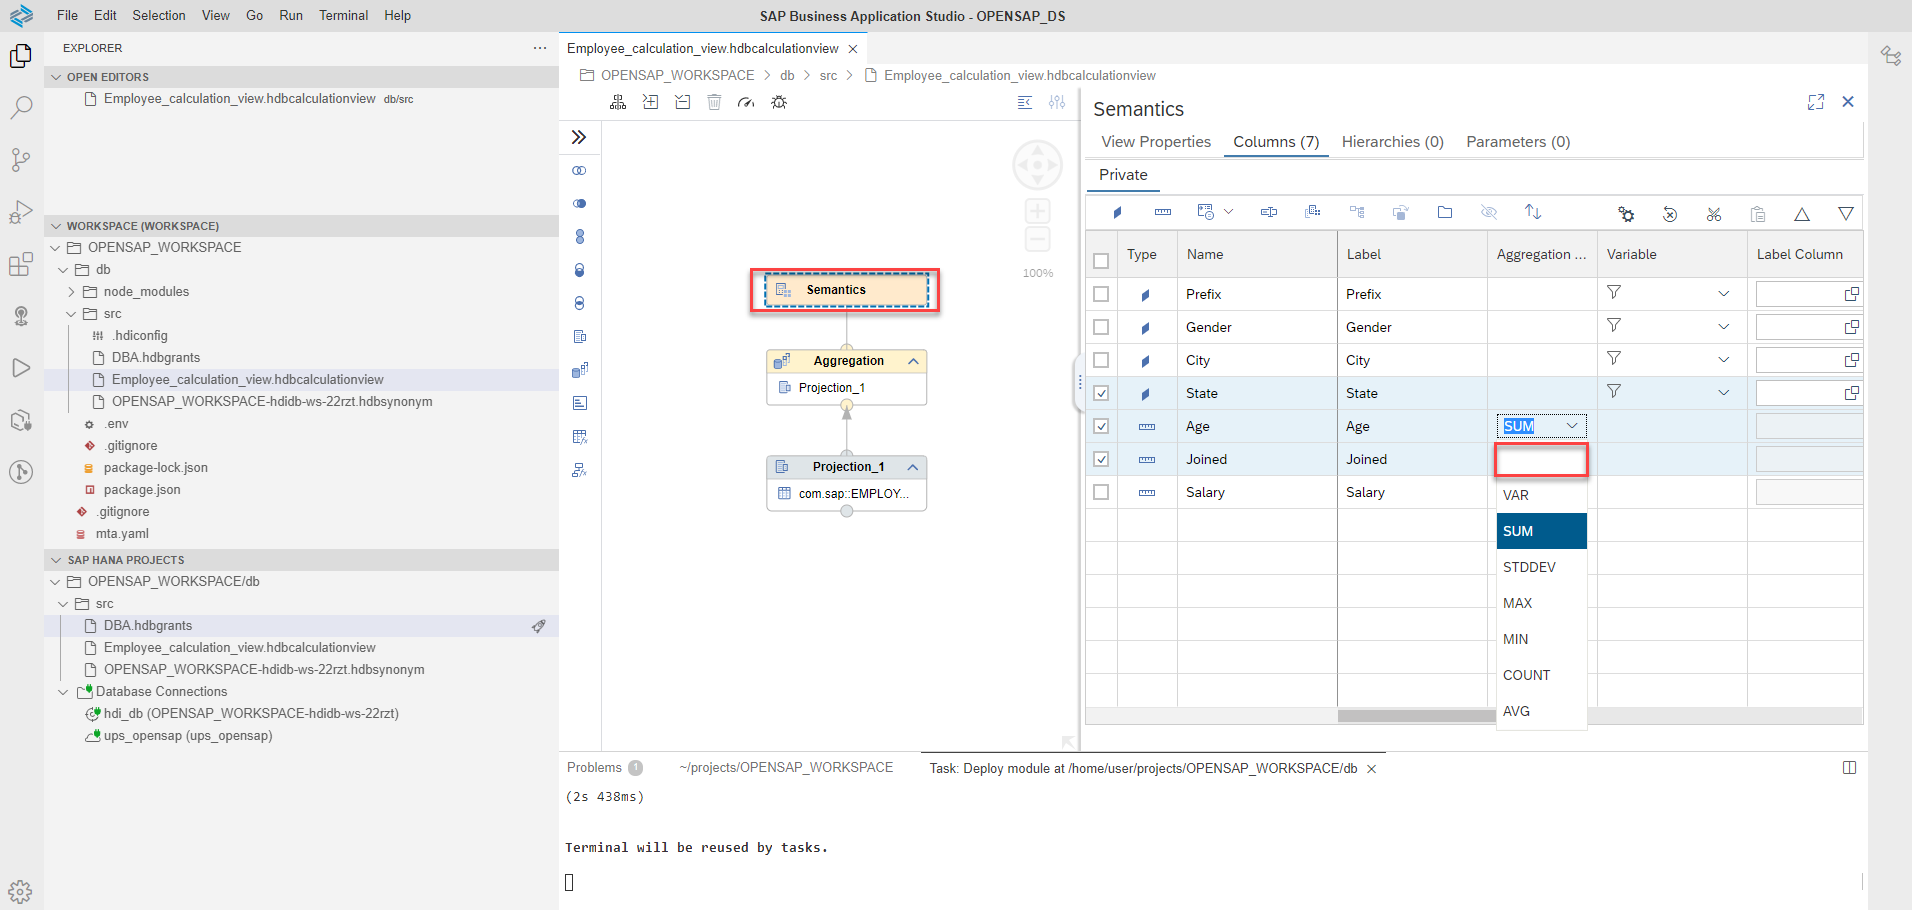 File Edit Selection View Go Run Terminal Help
SAP Business Application Studio - OPENSAP_DS
EXPLORER
OPEN EDITORS
Employee_calculation_view.hdbcalculationview db/src
WORKSPACE (WORKSPACE)
OPENSAP_WORKSPACE
db
node_modules
src
.hdiconfig
DBA.hdbgrants
Employee_calculation_view.hdbcalculationview
OPENSAP_WORKSPACE-hdidb-ws-22rzt.hdbsynonym
.env
.gitignore
package-lock.json
package.json
.gitignore
mta.yaml
SAP HANA PROJECTS
OPENSAP_WORKSPACE/db
src
DBA.hdbgrants
Employee_calculation_view.hdbcalculationview
OPENSAP_WORKSPACE-hdidb-ws-22rzt.hdbsynonym
Database Connections
hdi_db (OPENSAP_WORKSPACE-hdidb-ws-22rzt)
ups_opensap (ups_opensap)
Employee_calculation_view.hdbcalculationview
OPENSAP_WORKSPACE > db > src > Employee_calculation_view.hdbcalculationview
100%
Semantics
Aggregation
Projection_1
Projection_1
com.sap::EMPLOY...
Semantics
View Properties Columns (7) Hierarchies (0) Parameters (0)
Private
Type Name Label Aggregation ... Variable Label Column
Prefix Prefix
Gender Gender
City City
State State
Age Age SUM
Joined Joined
Salary Salary
VAR
SUM
STDDEV
MAX
MIN
COUNT
AVG
Problems 1 ~/projects/OPENSAP_WORKSPACE Task: Deploy module at /home/user/projects/OPENSAP_WORKSPACE/db
(2s 438ms)
Terminal will be reused by tasks.